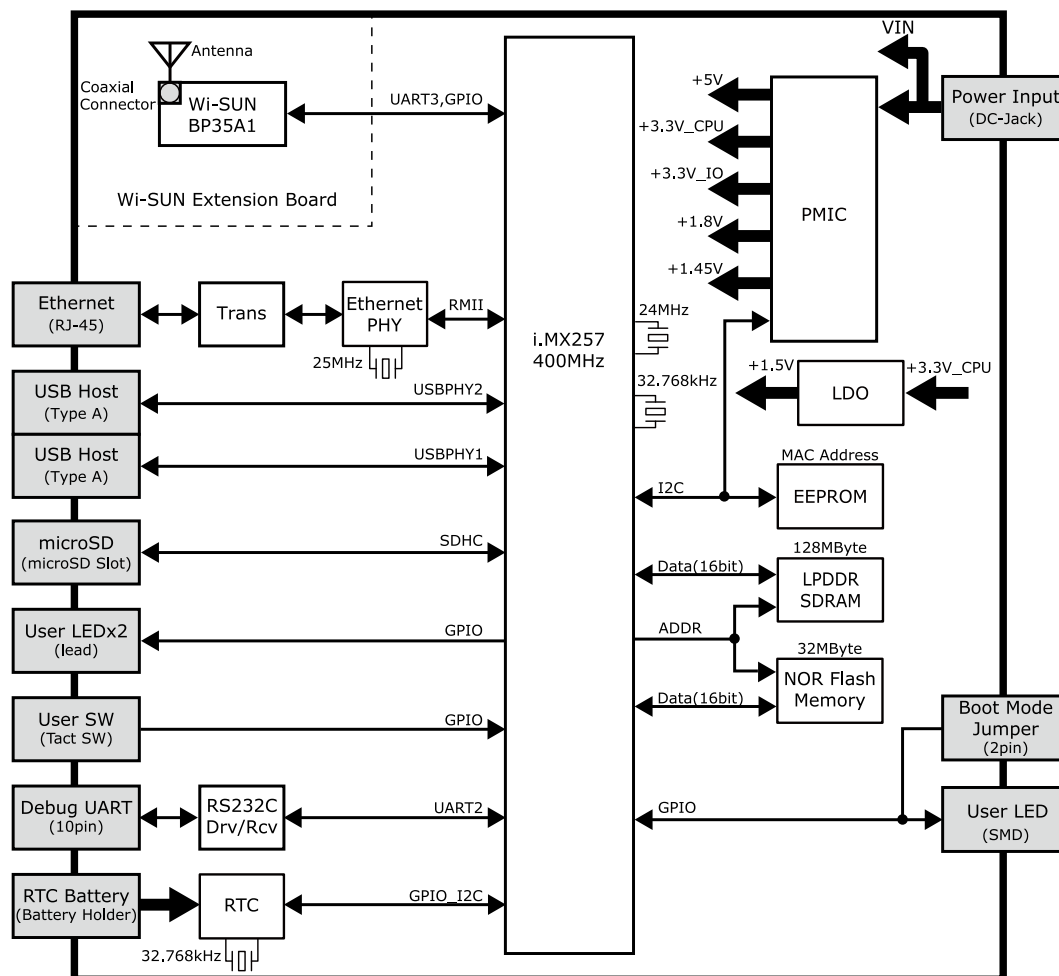 Antenna
Coaxial
Connector
Wi-SUN
BP35A1
UART3,GPIO
Wi-SUN Extension Board
VIN
+5V
+3.3V_CPU
+3.3V_IO
+1.8V
+1.45V
PMIC
Power Input
(DC-Jack)
Ethernet
(RJ-45)
Trans
Ethernet
PHY
RMII
25MHz
i.MX257
400MHz
24MHz
32.768kHz
+1.5V
LDO
+3.3V_CPU
USB Host
(Type A)
USBPHY2
USB Host
(Type A)
USBPHY1
I2C
MAC Address
EEPROM
microSD
(microSD Slot)
SDHC
128MByte
Data(16bit)
LPDDR
SDRAM
User LEDx2
(lead)
GPIO
ADDR
32MByte
NOR Flash
Memory
Data(16bit)
User SW
(Tact SW)
GPIO
Boot Mode
Jumper
(2pin)
Debug UART
(10pin)
RS232C
Drv/Rcv
UART2
GPIO
User LED
(SMD)
RTC Battery
(Battery Holder)
RTC
GPIO_I2C
32.768kHz